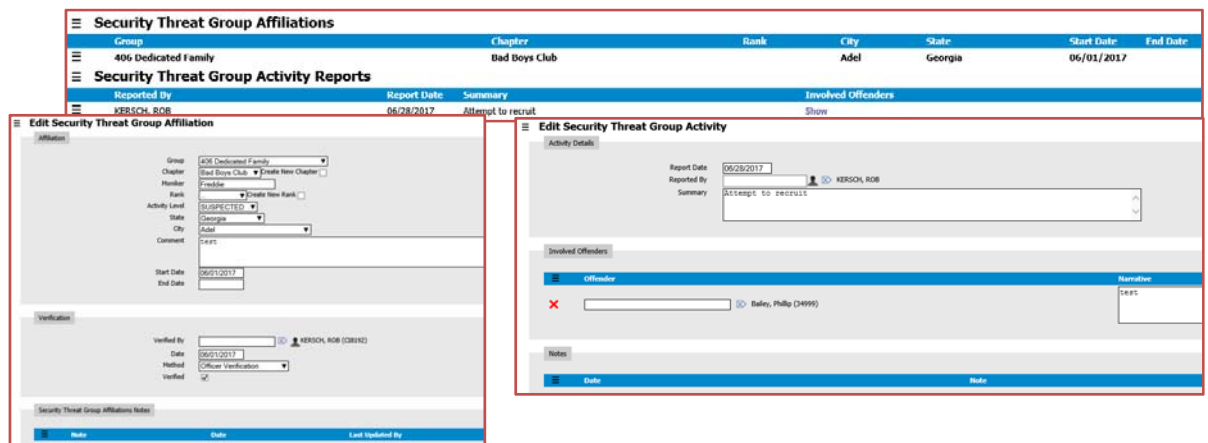 Security Threat Group Affiliations
Group Chapter Rank City State Start Date End Date
406 Dedicated Family Bad Boys Club Adel Georgia 06/01/2017
Security Threat Group Activity Reports
Reported By Report Date Summary Involved Offenders
KERSCH, ROB 06/28/2017 Attempt to recruit Show
Edit Security Threat Group Affiliation
Affiliation
Group 406 Dedicated Family
Chapter Bad Boys Club Create New Chapter
Moniker Freddie
Rank Create New Rank
Activity Level SUSPECTED
State Georgia
City Adel
Comment test
Start Date 06/01/2017
End Date
Verification
Verified By KERSCH, ROB (CIB192)
Date 06/01/2017
Method Officer Verification
Verified
Security Threat Group Affiliations Notes
Note Date Last Updated By
Edit Security Threat Group Activity
Activity Details
Report Date 06/28/2017
Reported By KERSCH, ROB
Summary Attempt to recruit
Involved Offenders
Offender Narrative
Bailey, Phillip (34999) test
Notes
Date Note